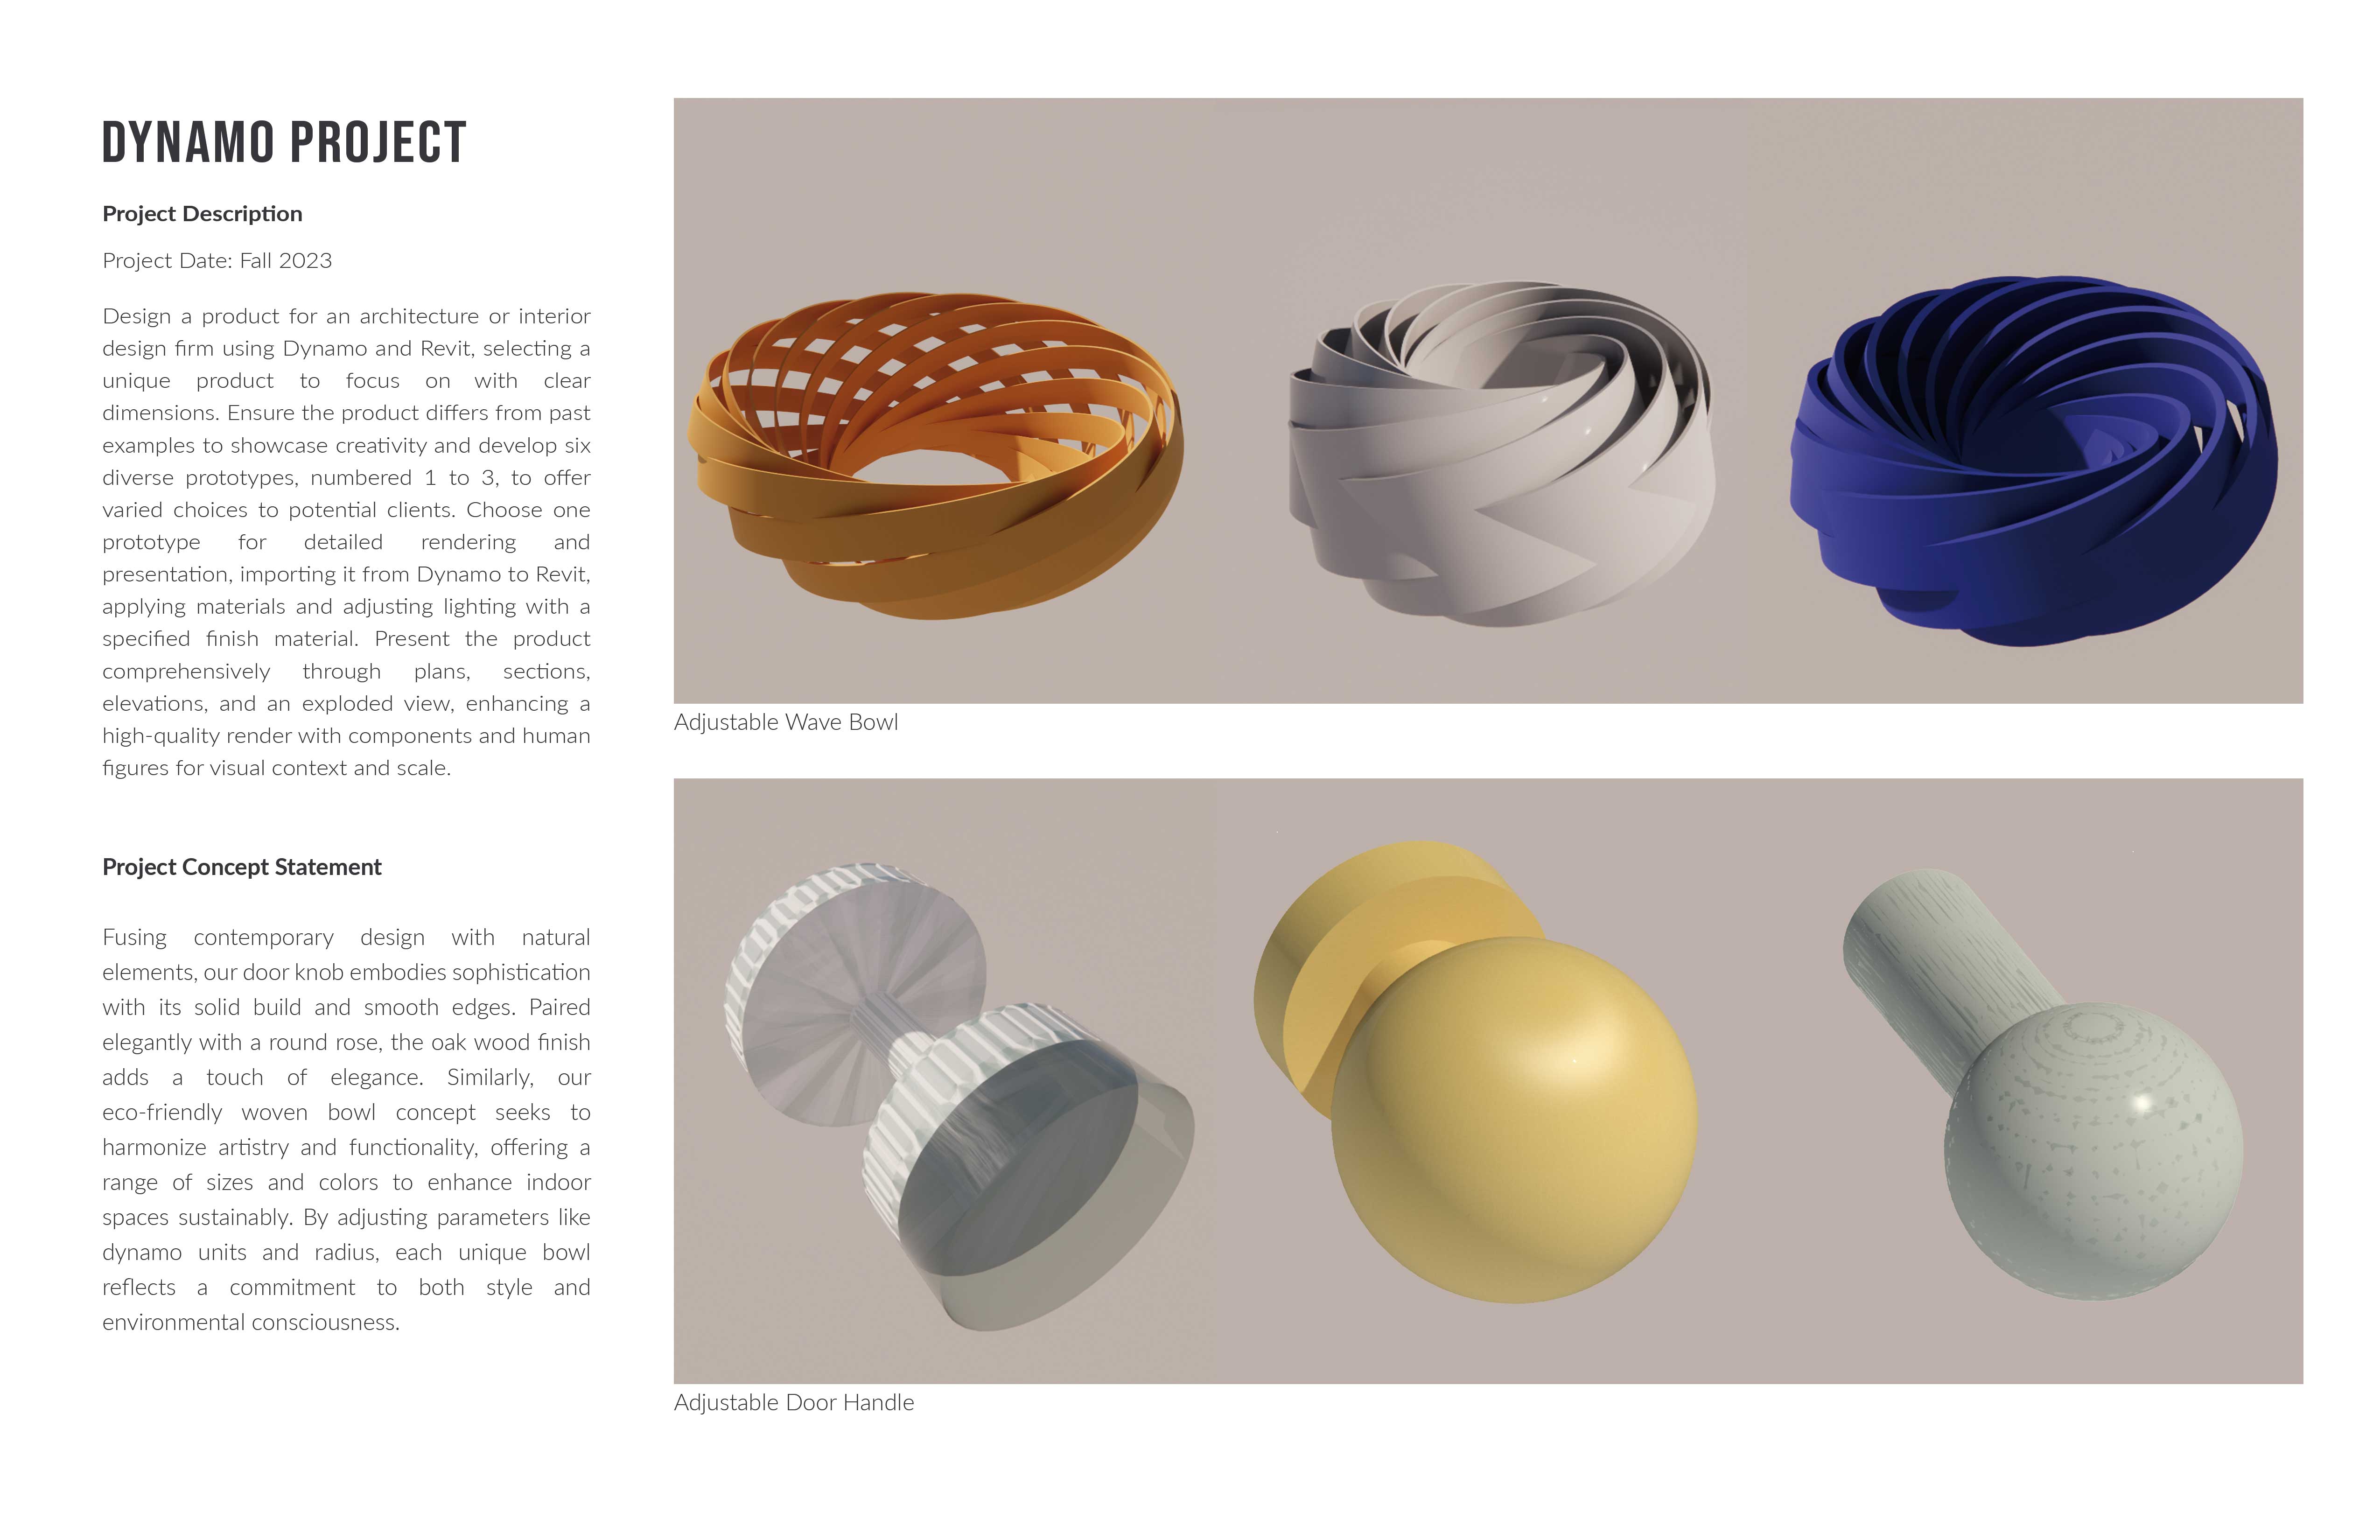 DYNAMO PROJECT
Project Description
Project Date: Fall 2023
Design a product for an architecture or interior
design firm using Dynamo and Revit, selecting a
unique product to focus on with clear
dimensions. Ensure the product differs from past
examples to showcase creativity and develop six
diverse prototypes, numbered 1 to 3, to offer
varied choices to potential clients. Choose one
prototype for detailed rendering and
presentation, importing it from Dynamo to Revit,
applying materials and adjusting lighting with a
specified finish material. Present the product
comprehensively through plans, sections,
elevations, and an exploded view, enhancing a
high-quality render with components and human
figures for visual context and scale.
Project Concept Statement
Fusing contemporary design with natural
elements, our door knob embodies sophistication
with its solid build and smooth edges. Paired
elegantly with a round rose, the oak wood finish
adds a touch of elegance. Similarly, our
eco-friendly woven bowl concept seeks to
harmonize artistry and functionality, offering a
range of sizes and colors to enhance indoor
spaces sustainably. By adjusting parameters like
dynamo units and radius, each unique bowl
reflects a commitment to both style and
environmental consciousness.
Adjustable Wave Bowl
Adjustable Door Handle